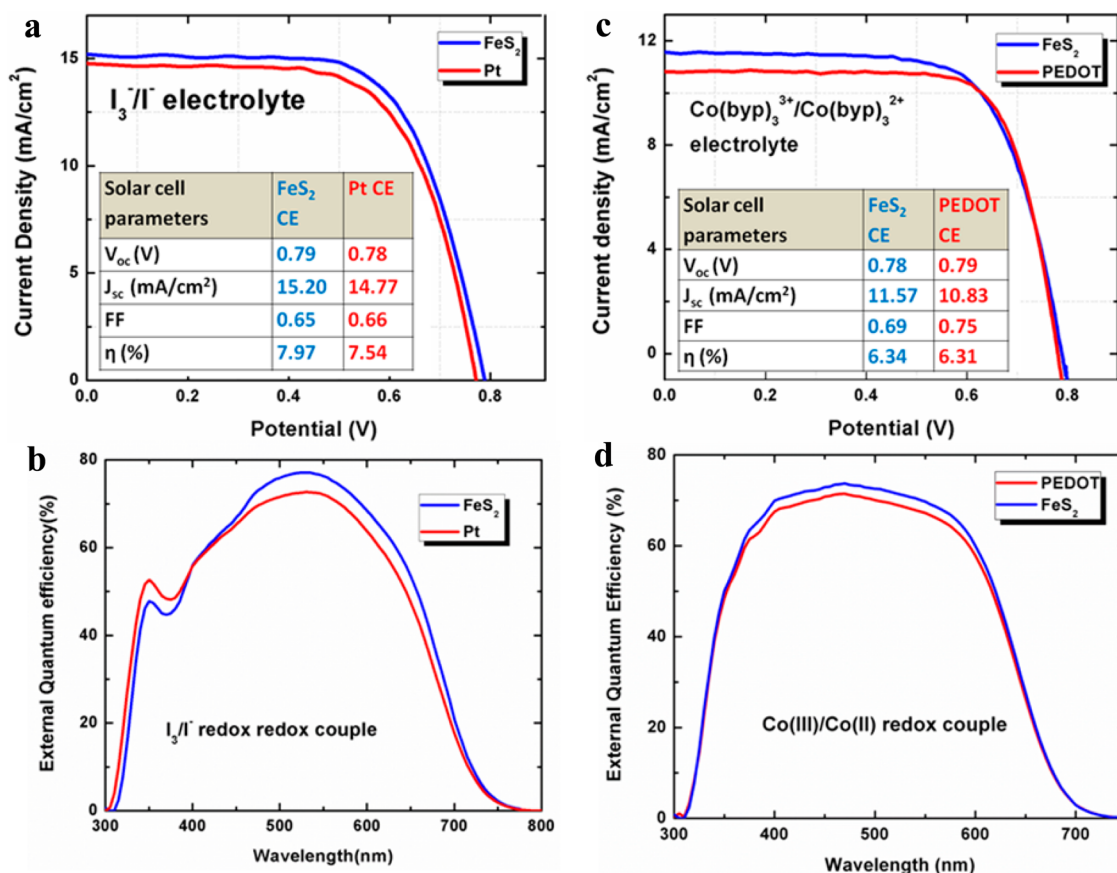 a
Current Density (mA/cm²)
15
10
5
0
FeS₂
Pt
I₃⁻/I⁻ electrolyte
Solar cell parameters | FeS₂ CE | Pt CE
Vₒc (V) | 0.79 | 0.78
Jₛc (mA/cm²) | 15.20 | 14.77
FF | 0.65 | 0.66
η (%) | 7.97 | 7.54
0.0 0.2 0.4 0.6 0.8
Potential (V)
c
Current density (mA/cm²)
12
8
4
0
FeS₂
PEDOT
Co(byp)₃³⁺/Co(byp)₃²⁺
electrolyte
Solar cell parameters | FeS₂ CE | PEDOT CE
Vₒc (V) | 0.78 | 0.79
Jₛc (mA/cm²) | 11.57 | 10.83
FF | 0.69 | 0.75
η (%) | 6.34 | 6.31
0.0 0.2 0.4 0.6 0.8
Potential (V)
b
External Quantum efficiency(%)
80
60
40
20
0
FeS₂
Pt
I₃/I⁻ redox redox couple
300 400 500 600 700 800
Wavelength(nm)
d
External Quantum Efficiency (%)
80
60
40
20
0
PEDOT
FeS₂
Co(III)/Co(II) redox couple
300 400 500 600 700
Wavelength (nm)